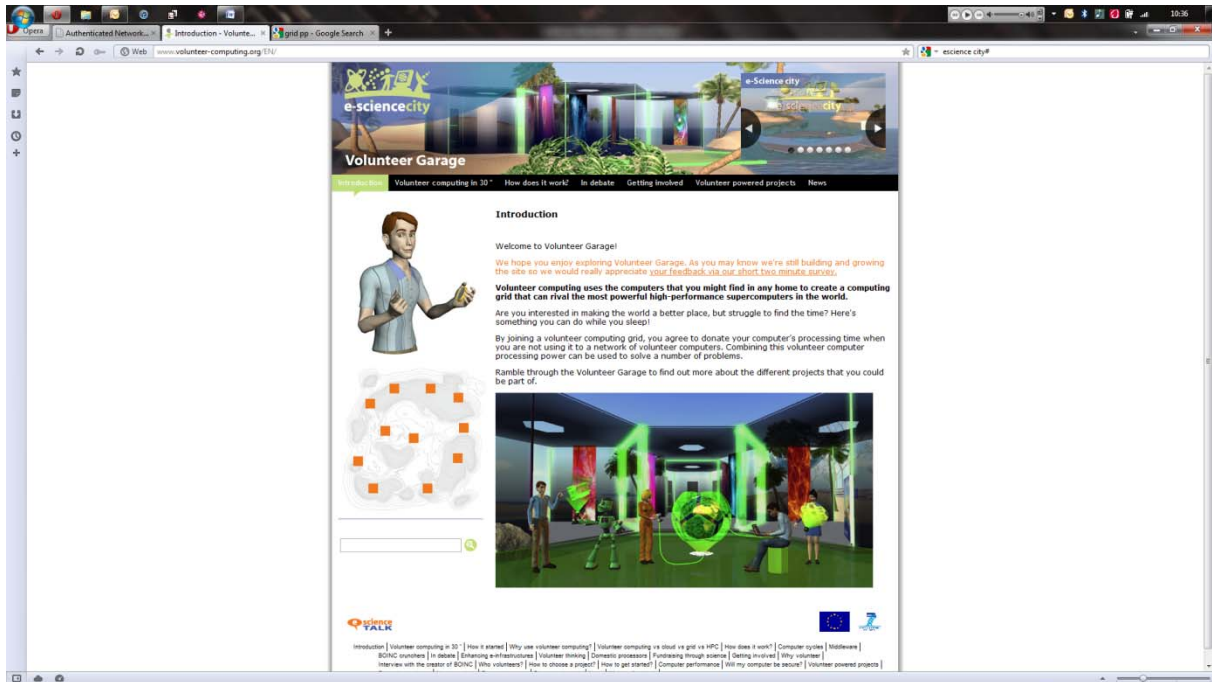 10:36
Opera
Authenticated Network...
Introduction - Volunte...
grid pp - Google Search
Web
www.volunteer-computing.org/EN/
escience city#
e-sciencecity
e-Science city
Volunteer Garage
Introduction Volunteer computing in 30" How does it work? In debate Getting involved Volunteer powered projects News
Introduction
Welcome to Volunteer Garage!
We hope you enjoy exploring Volunteer Garage. As you may know we're still building and growing
the site so we would really appreciate your feedback via our short two minute survey.
Volunteer computing uses the computers that you might find in any home to create a computing
grid that can rival the most powerful high-performance supercomputers in the world.
Are you interested in making the world a better place, but struggle to find the time? Here's
something you can do while you sleep!
By joining a volunteer computing grid, you agree to donate your computer's processing time when
you are not using it to a network of volunteer computers. Combining this volunteer computer
processing power can be used to solve a number of problems.
Ramble through the Volunteer Garage to find out more about the different projects that you could
be part of.
science
TALK
Introduction | Volunteer computing in 30 " | How it started | Why use volunteer computing? | Volunteer computing vs cloud vs grid vs HPC | How does it work? | Computer cycles | Middleware |
BOINC crunchers | In debate | Enhancing e-infrastructures | Volunteer thinking | Domestic processors | Fundraising through science | Getting involved | Why volunteer |
Interview with the creator of BOINC | Who volunteers? | How to choose a project? | How to get started? | Computer performance | Will my computer be secure? | Volunteer powered projects |